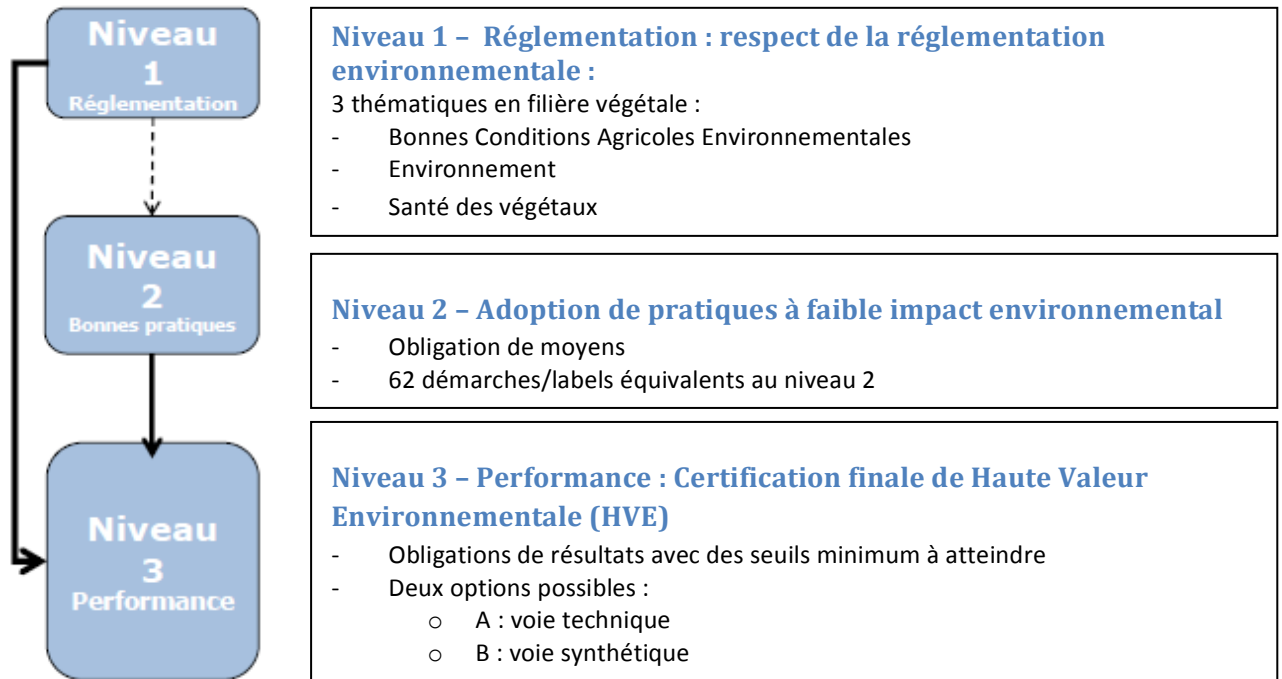 Niveau
1
Réglementation
Niveau 1 – Réglementation : respect de la réglementation
environnementale :
3 thématiques en filière végétale :
- Bonnes Conditions Agricoles Environnementales
- Environnement
- Santé des végétaux
Niveau
2
Bonnes pratiques
Niveau 2 – Adoption de pratiques à faible impact environnemental
- Obligation de moyens
- 62 démarches/labels équivalents au niveau 2
Niveau
3
Performance
Niveau 3 – Performance : Certification finale de Haute Valeur
Environnementale (HVE)
- Obligations de résultats avec des seuils minimum à atteindre
- Deux options possibles :
o A : voie technique
o B : voie synthétique